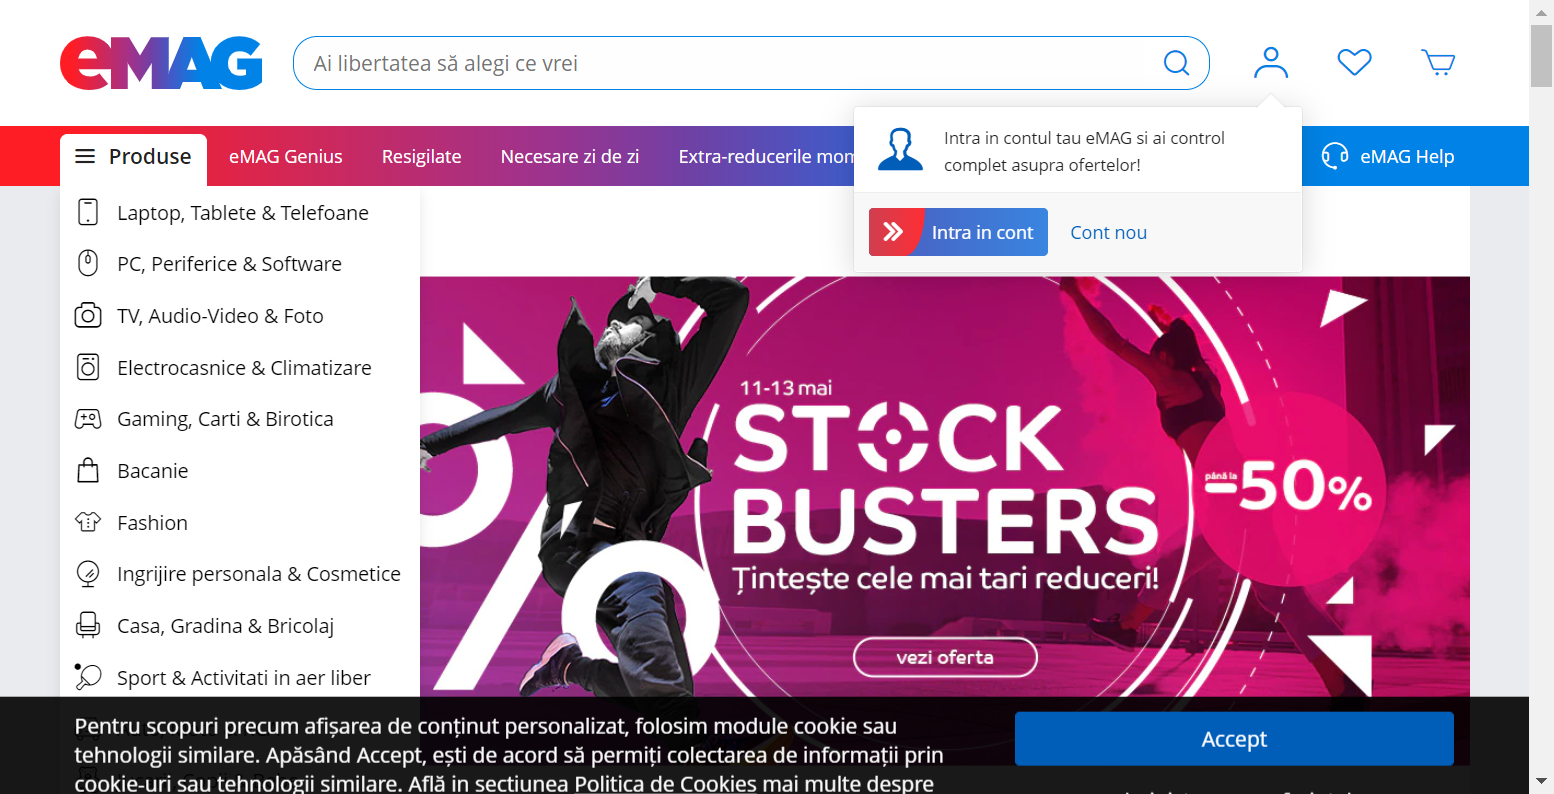 eMAG
Ai libertatea să alegi ce vrei
Intra in contul tau eMAG si ai control
complet asupra ofertelor!
Intra in cont
Cont nou
Produse
eMAG Genius
Resigilate
Necesare zi de zi
Extra-reducerile
eMAG Help
Laptop, Tablete & Telefoane
PC, Periferice & Software
TV, Audio-Video & Foto
Electrocasnice & Climatizare
Gaming, Carti & Birotica
Bacanie
Fashion
Ingrijire personala & Cosmetice
Casa, Gradina & Bricolaj
Sport & Activitati in aer liber
11-13 mai
STOCK
BUSTERS
Țintește cele mai tari reduceri!
până la
-50%
vezi oferta
Pentru scopuri precum afișarea de conținut personalizat, folosim module cookie sau
tehnologii similare. Apăsând Accept, ești de acord să permiți colectarea de informații prin
cookie-uri sau tehnologii similare. Află in sectiunea Politica de Cookies mai multe despre
Accept